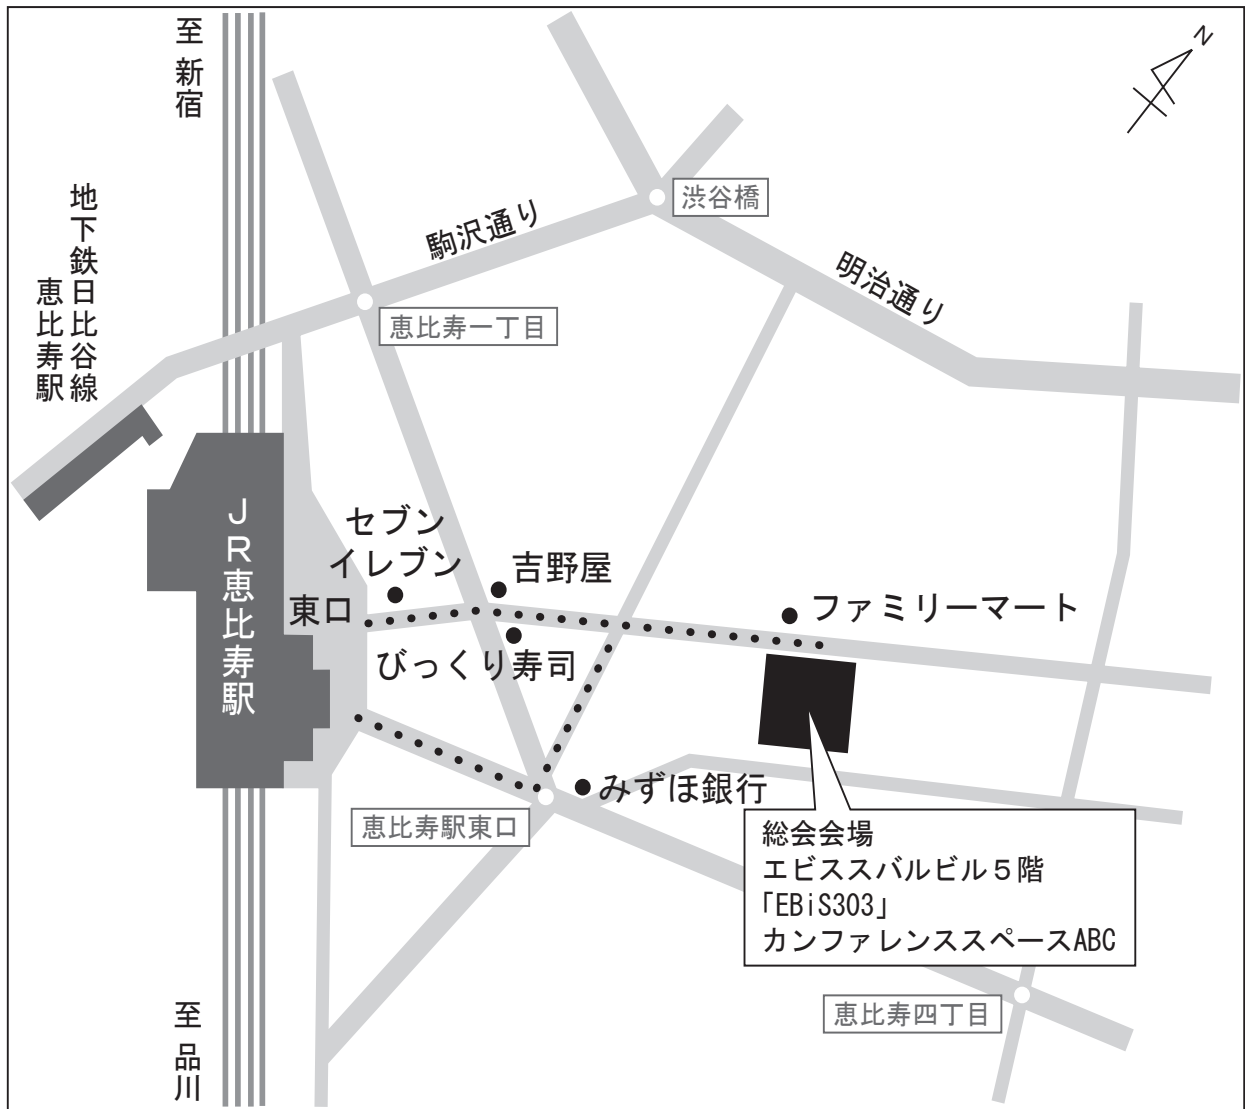 至 新宿
N
渋谷橋
駒沢通り
明治通り
地下鉄日比谷線
恵比寿駅
恵比寿一丁目
JR恵比寿駅
セブン
イレブン
吉野屋
東口
ファミリーマート
びっくり寿司
みずほ銀行
恵比寿駅東口
総会会場
エビススバルビル5階
「EBiS303」
カンファレンススペースABC
恵比寿四丁目
至 品川